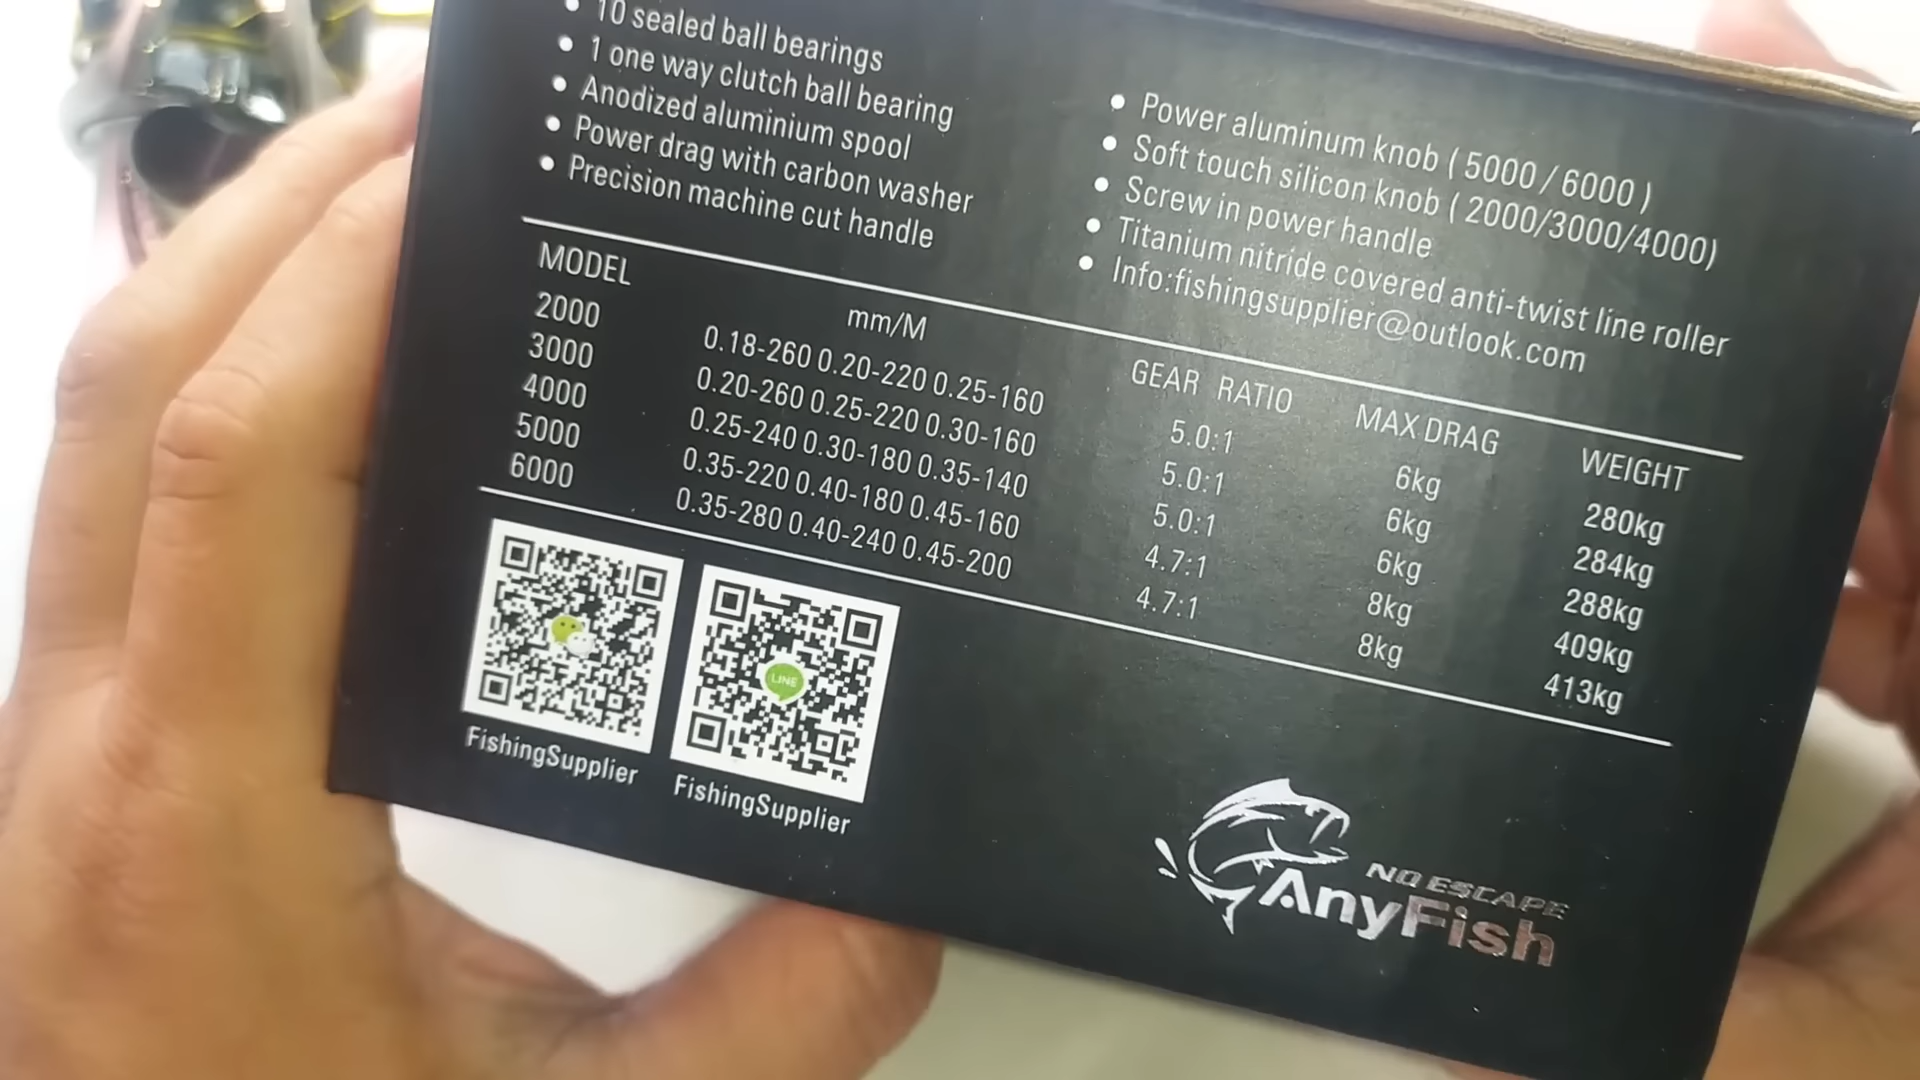 10 sealed ball bearings
1 one way clutch ball bearing
Anodized aluminium spool
Power drag with carbon washer
Precision machine cut handle
Power aluminum knob ( 5000 / 6000 )
Soft touch silicon knob ( 2000/3000/4000)
Screw in power handle
Titanium nitride covered anti-twist line roller
Info:fishingsupplier@outlook.com
MODEL mm/M GEAR RATIO MAX DRAG WEIGHT
2000 0.18-260 0.20-220 0.25-160 5.0:1 6kg 280kg
3000 0.20-260 0.25-220 0.30-160 5.0:1 6kg 284kg
4000 0.25-240 0.30-180 0.35-140 5.0:1 6kg 288kg
5000 0.35-220 0.40-180 0.45-160 4.7:1 8kg 409kg
6000 0.35-280 0.40-240 0.45-200 4.7:1 8kg 413kg
LINE
FishingSupplier
FishingSupplier
NO ESCAPE
AnyFish